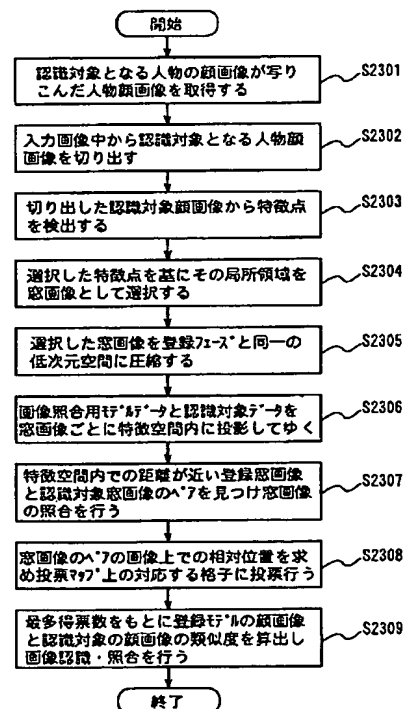 開始
認識対象となる人物の顔画像が写り
こんだ人物顔画像を取得する
S2301
入力画像中から認識対象となる人物顔
画像を切り出す
S2302
切り出した認識対象顔画像から特徴点
を検出する
S2303
選択した特徴点を基にその局所領域を
窓画像として選択する
S2304
選択した窓画像を登録ﾌｪｰｽﾞと同一の
低次元空間に圧縮する
S2305
画像照合用ﾓﾃﾞﾙﾃﾞｰﾀと認識対象ﾃﾞｰﾀを
窓画像ごとに特徴空間内に投影してゆく
S2306
特徴空間内での距離が近い登録窓画像
と認識対象窓画像のﾍﾟｱを見つけ窓画像
の照合を行う
S2307
窓画像のﾍﾟｱの画像上での相対位置を求
め投票ﾏｯﾌﾟ上の対応する格子に投票行う
S2308
最多得票数をもとに登録ﾓﾃﾞﾙの顔画像
と認識対象の顔画像の類似度を算出し
画像認識・照合を行う
S2309
終了